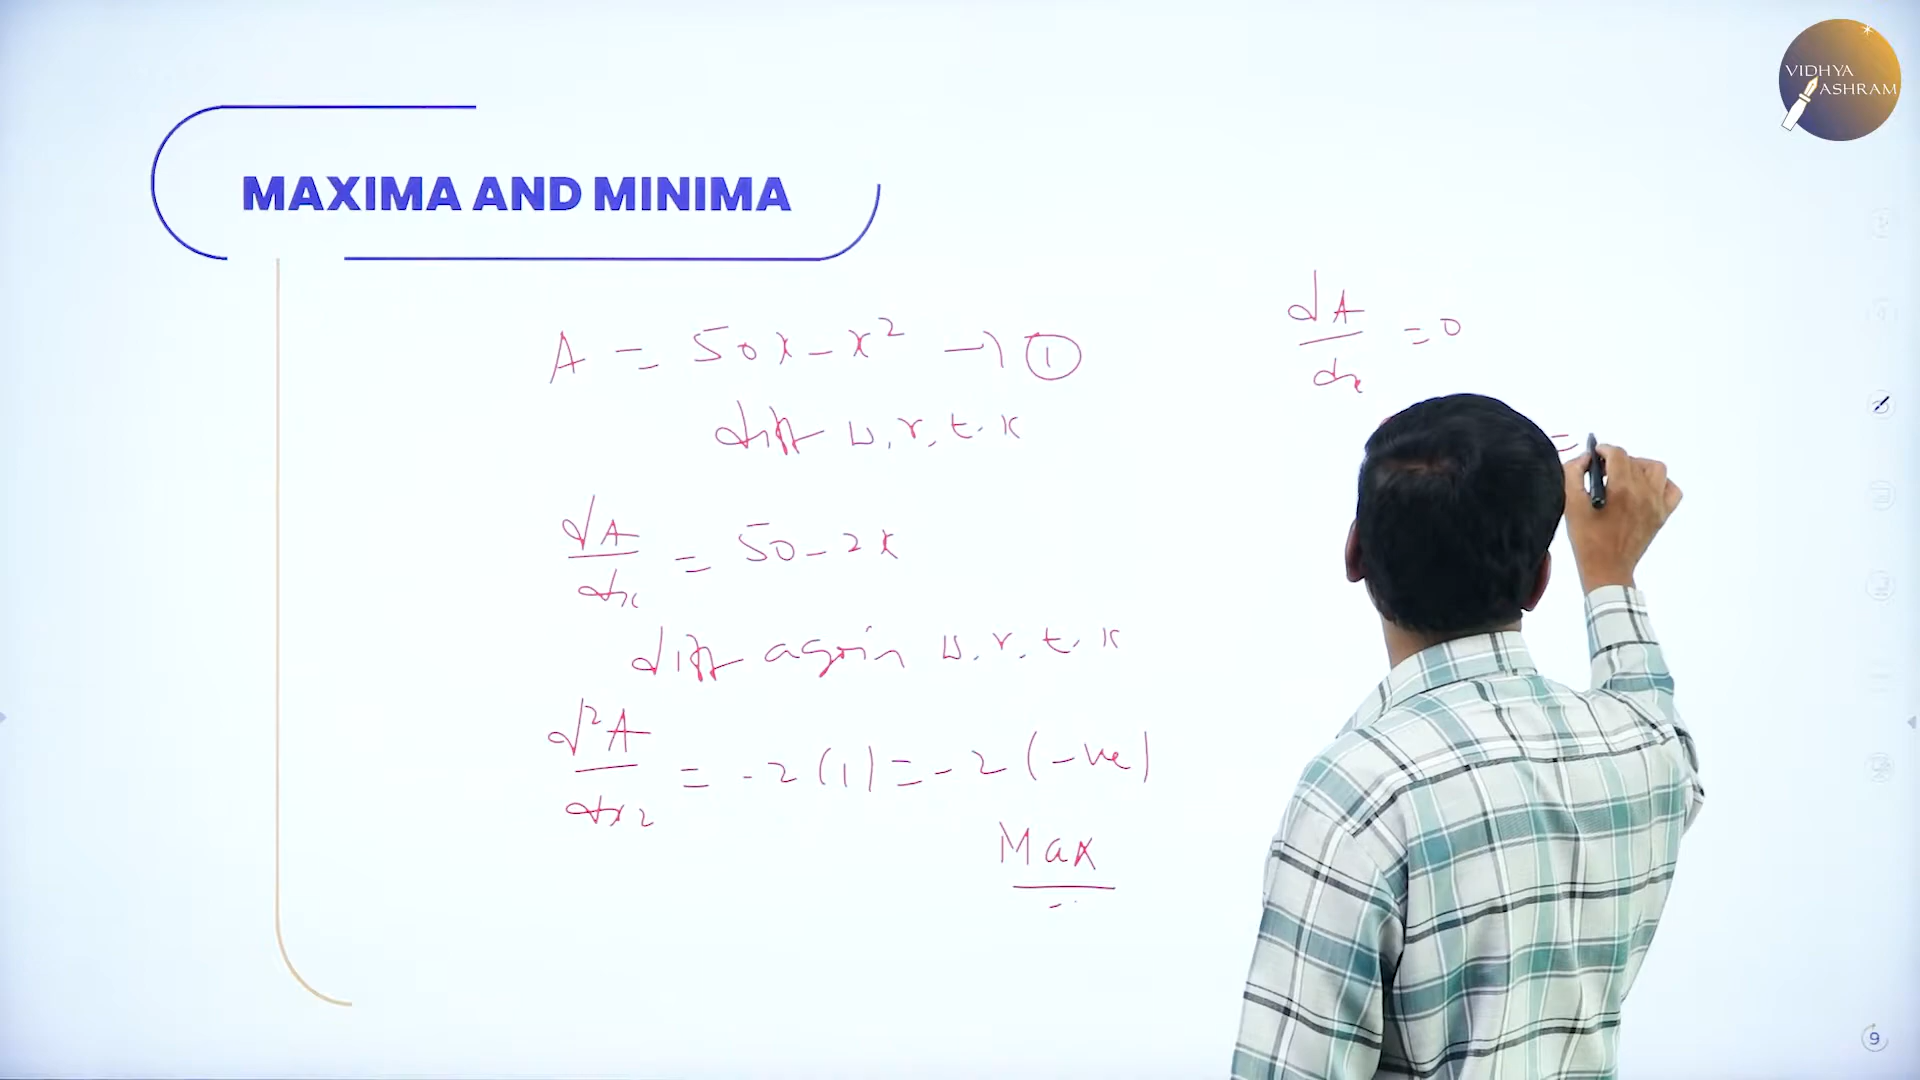 VIDHYA
ASHRAM
MAXIMA AND MINIMA
A = 50x - x² → ①
diff w.r.t. x
dA/dx = 50 - 2x
diff again w.r.t. x
d²A/dx2 = -2(1) = -2 (-ve)
Max
dA/dx = 0
=
9